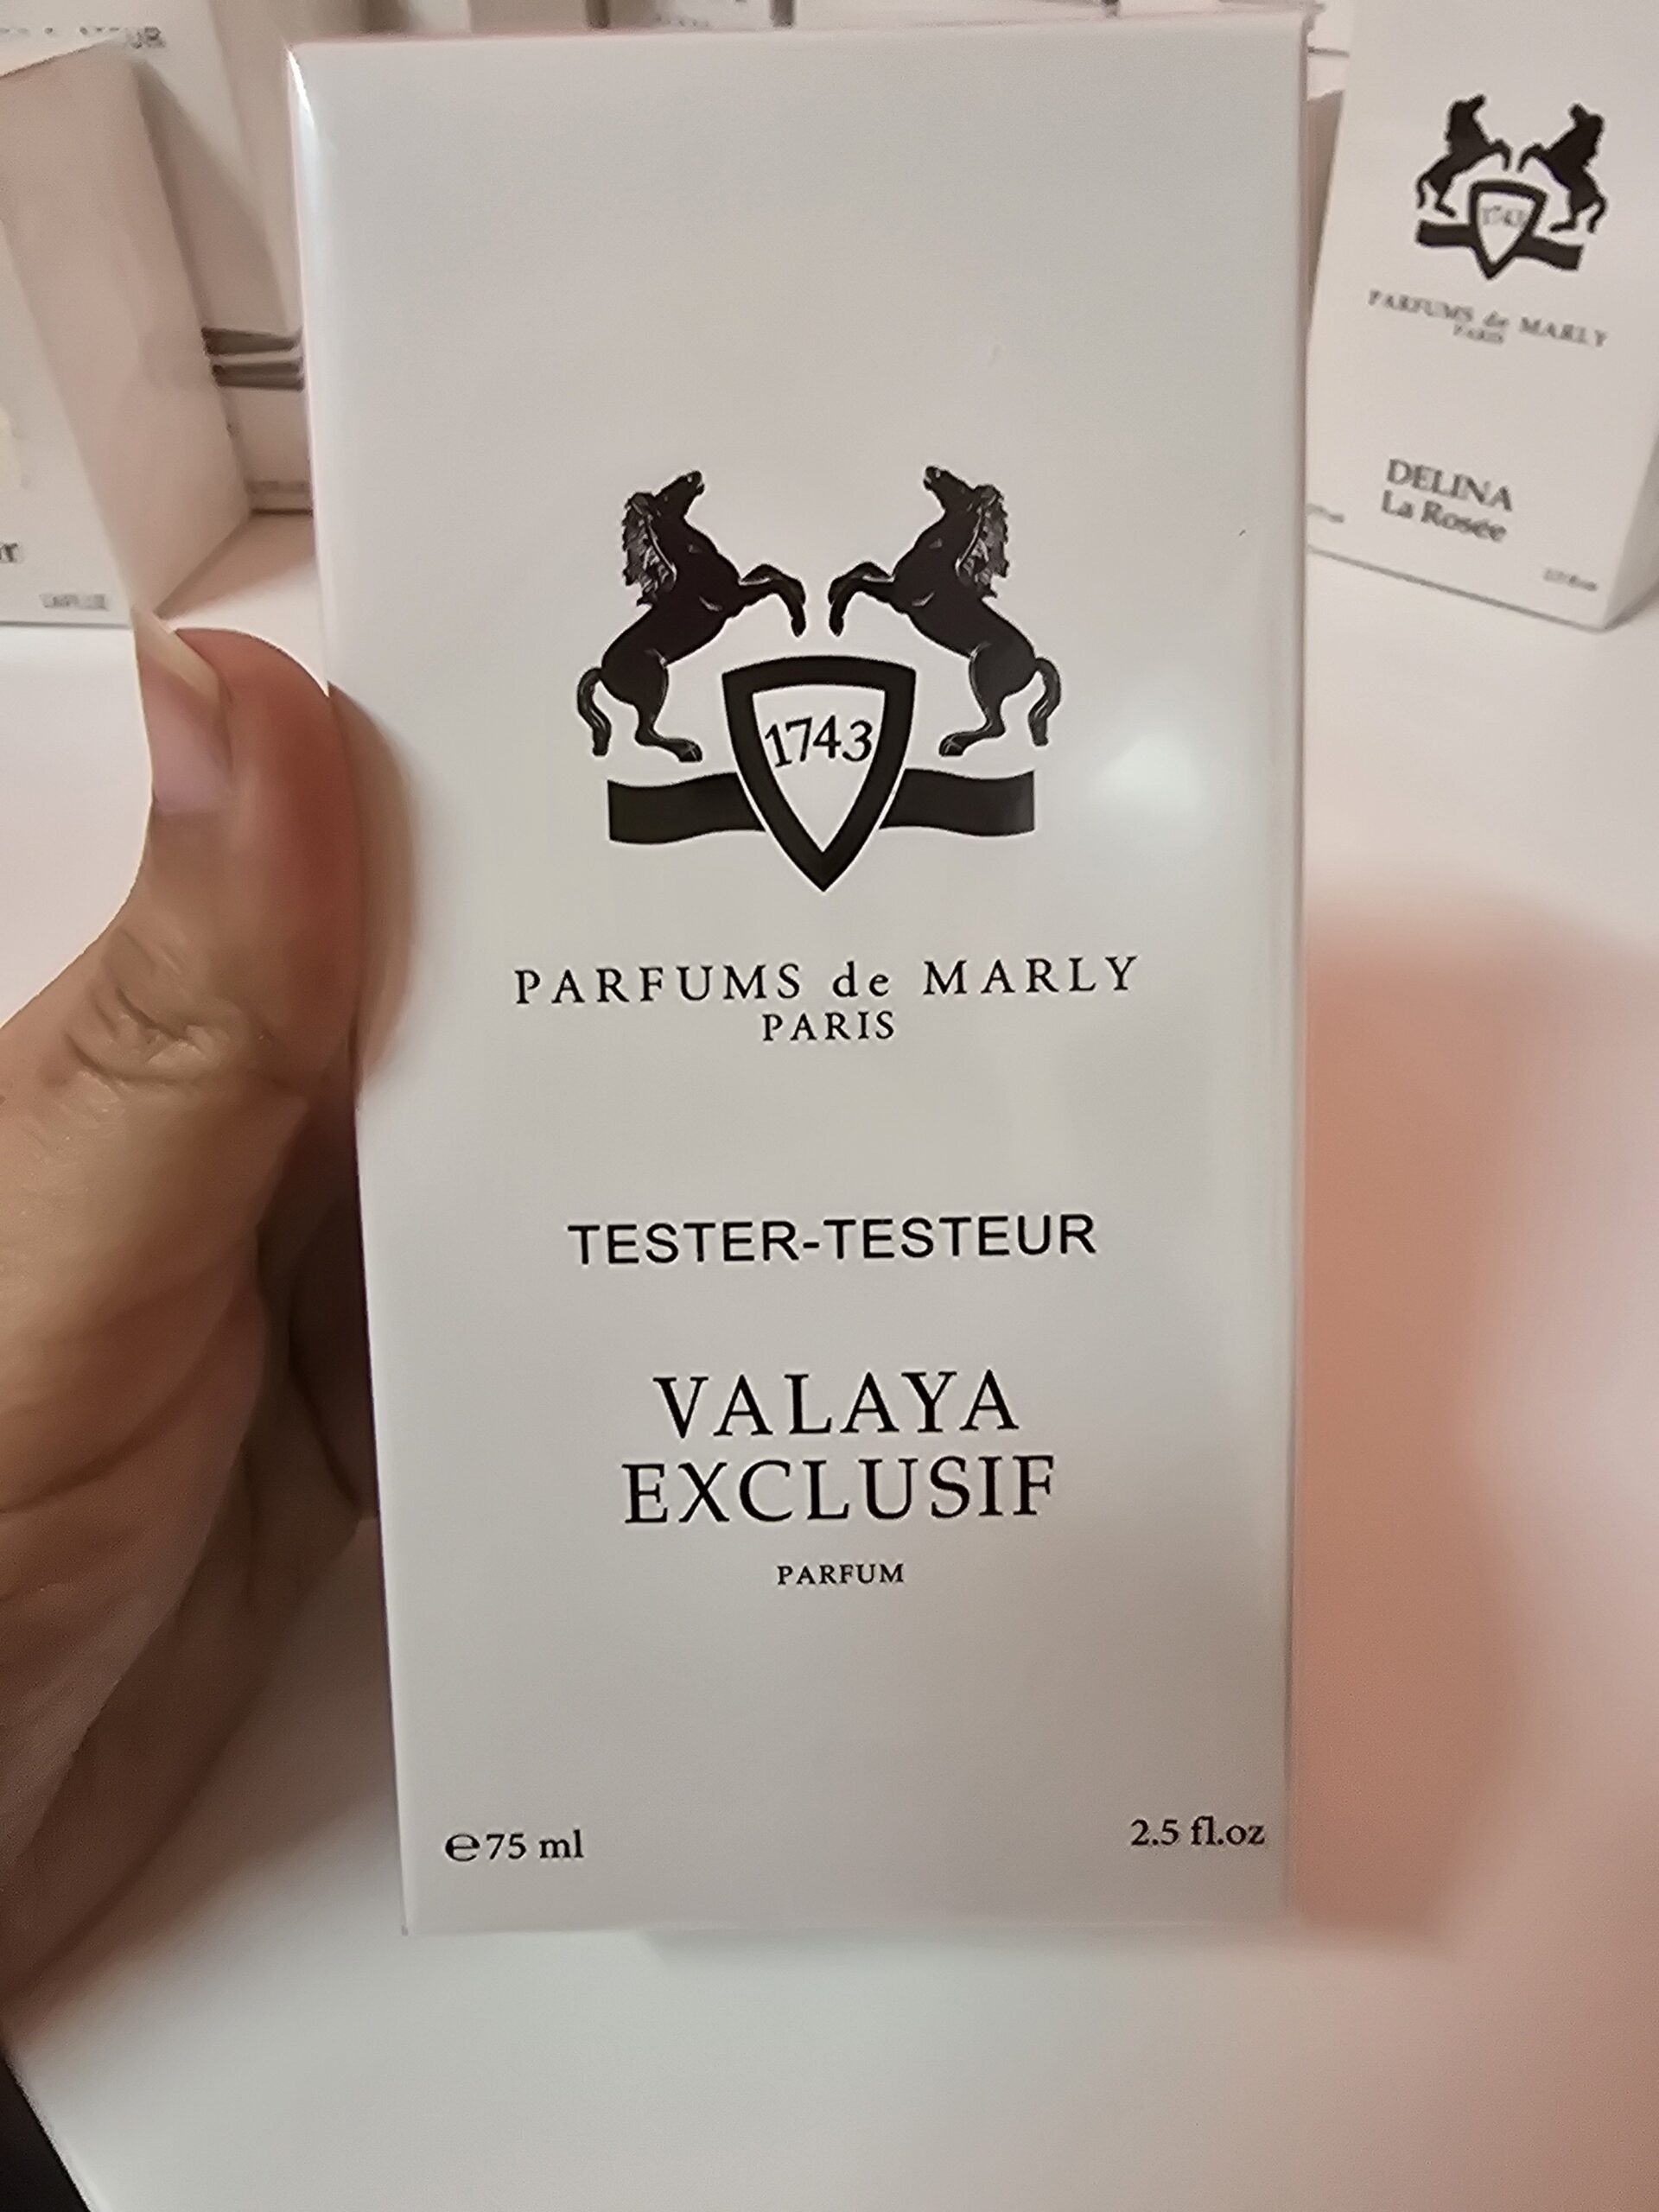 1743
PARFUMS de MARLY
PARIS
TESTER-TESTEUR
VALAYA
EXCLUSIF
PARFUM
℮75 ml
2.5 fl.oz
1743
PARFUMS de MARLY
PARIS
DELINA
La Rosée